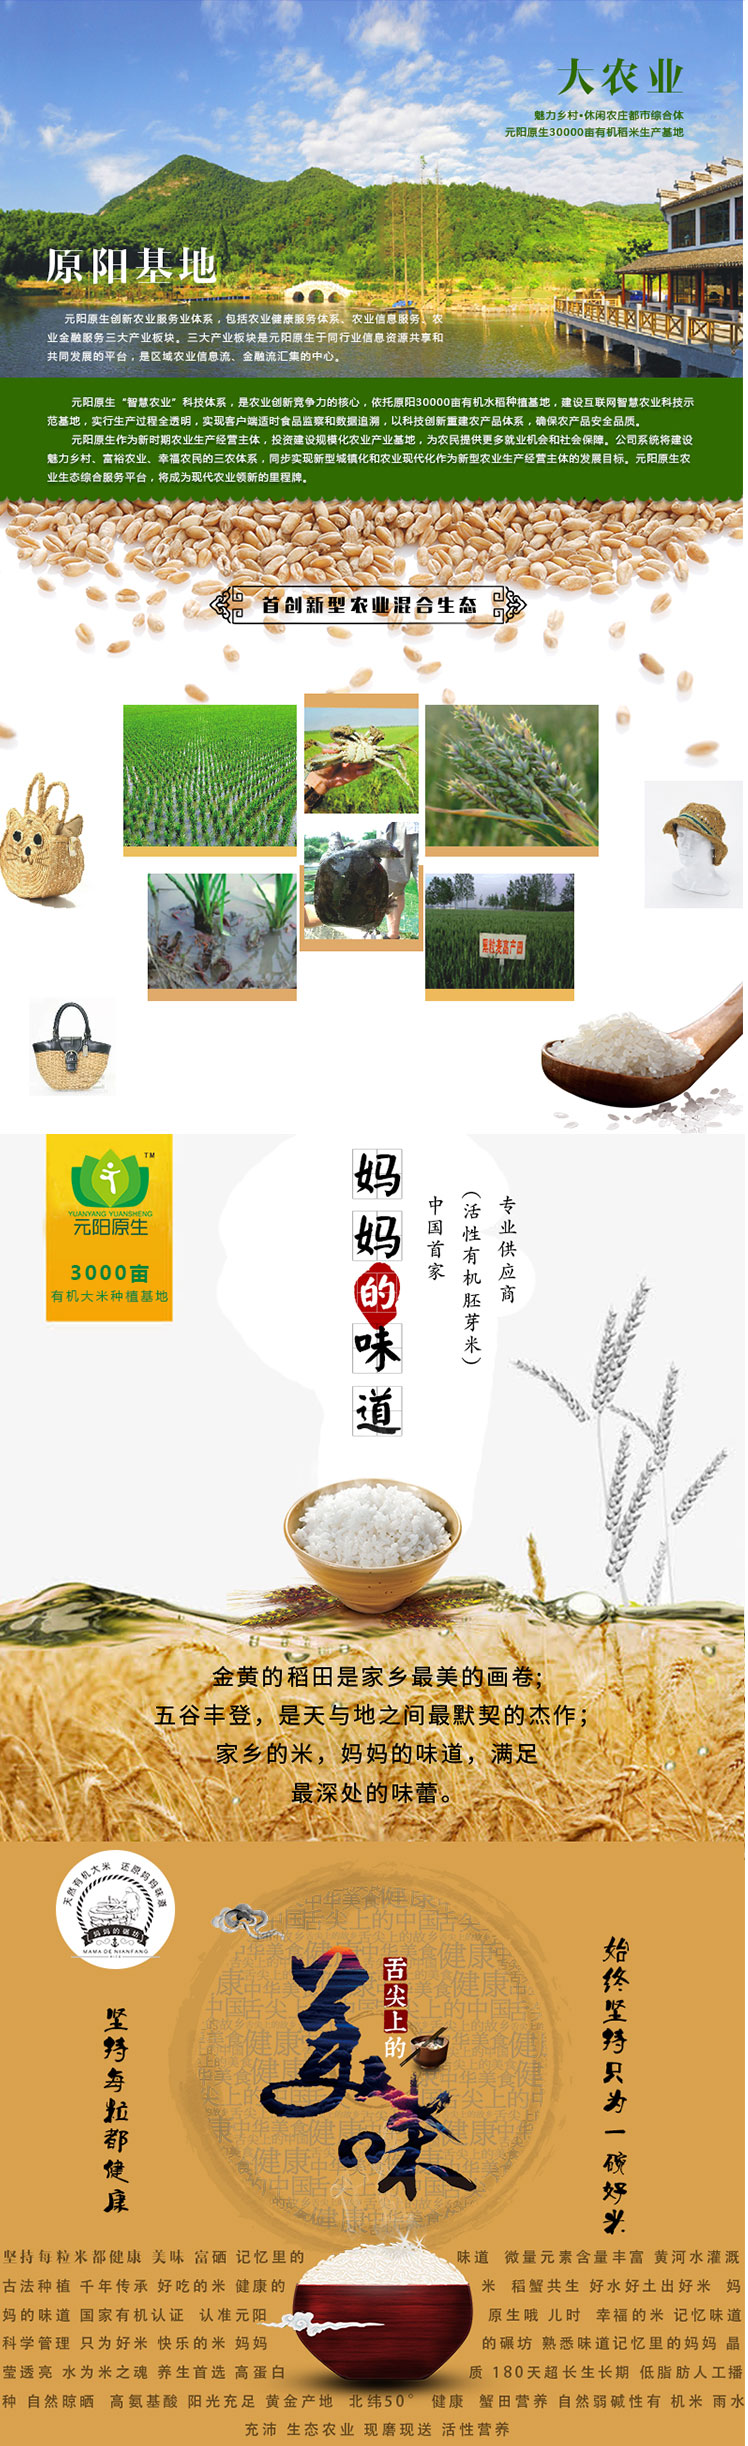 大农业
魅力乡村•休闲农庄都市综合体
元阳原生30000亩有机稻米生产基地
原阳基地
元阳原生创新农业服务业体系，包括农业健康服务体系、农业信息服务、农
业金融服务三大产业板块。三大产业板块是元阳原生于同行业信息资源共享和
共同发展的平台，是区域农业信息流、金融流汇集的中心。
元阳原生“智慧农业”科技体系，是农业创新竞争力的核心，依托原阳30000亩有机水稻种植基地，建设互联网智慧农业科技示
范基地，实行生产过程全透明，实现客户端适时食品监察和数据追溯，以科技创新重建农产品体系，确保农产品安全品质。
元阳原生作为新时期农业生产经营主体，投资建设规模化农业产业基地，为农民提供更多就业机会和社会保障。公司系统将建设
魅力乡村、富裕农业、幸福农民的三农体系，同步实现新型城镇化和农业现代化作为新型农业生产经营主体的发展目标。元阳原生农
业生态综合服务平台，将成为现代农业领新的里程牌。
首创新型农业混合生态
黑粒麦高产田
TM
YUANYANG YUANSHENG
元阳原生
3000亩
有机大米种植基地
妈妈的味道
专业供应商
(活性有机胚芽米)
中国首家
金黄的稻田是家乡最美的画卷;
五谷丰登，是天与地之间最默契的杰作;
家乡的米，妈妈的味道，满足
最深处的味蕾。
天然有机大米 还原妈妈味道
妈妈的碾坊
MAMA DE NIANFANG
舌尖上的
美味
始终坚持只为一碗好米
坚持每粒都健康
坚持每粒米都健康 美味 富硒 记忆里的 味道 微量元素含量丰富 黄河水灌溉
古法种植 千年传承 好吃的米 健康的 米 稻蟹共生 好水好土出好米 妈
妈的味道 国家有机认证 认准元阳 原生哦 儿时 幸福的米 记忆味道
科学管理 只为好米 快乐的米 妈妈 的碾坊 熟悉味道记忆里的妈妈 晶
莹透亮 水为米之魂 养生首选 高蛋白 质 180天超长生长期 低脂肪人工播
种 自然晾晒 高氨基酸 阳光充足 黄金产地 北纬50° 健康 蟹田营养 自然弱碱性有 机米 雨水
充沛 生态农业 现磨现送 活性营养